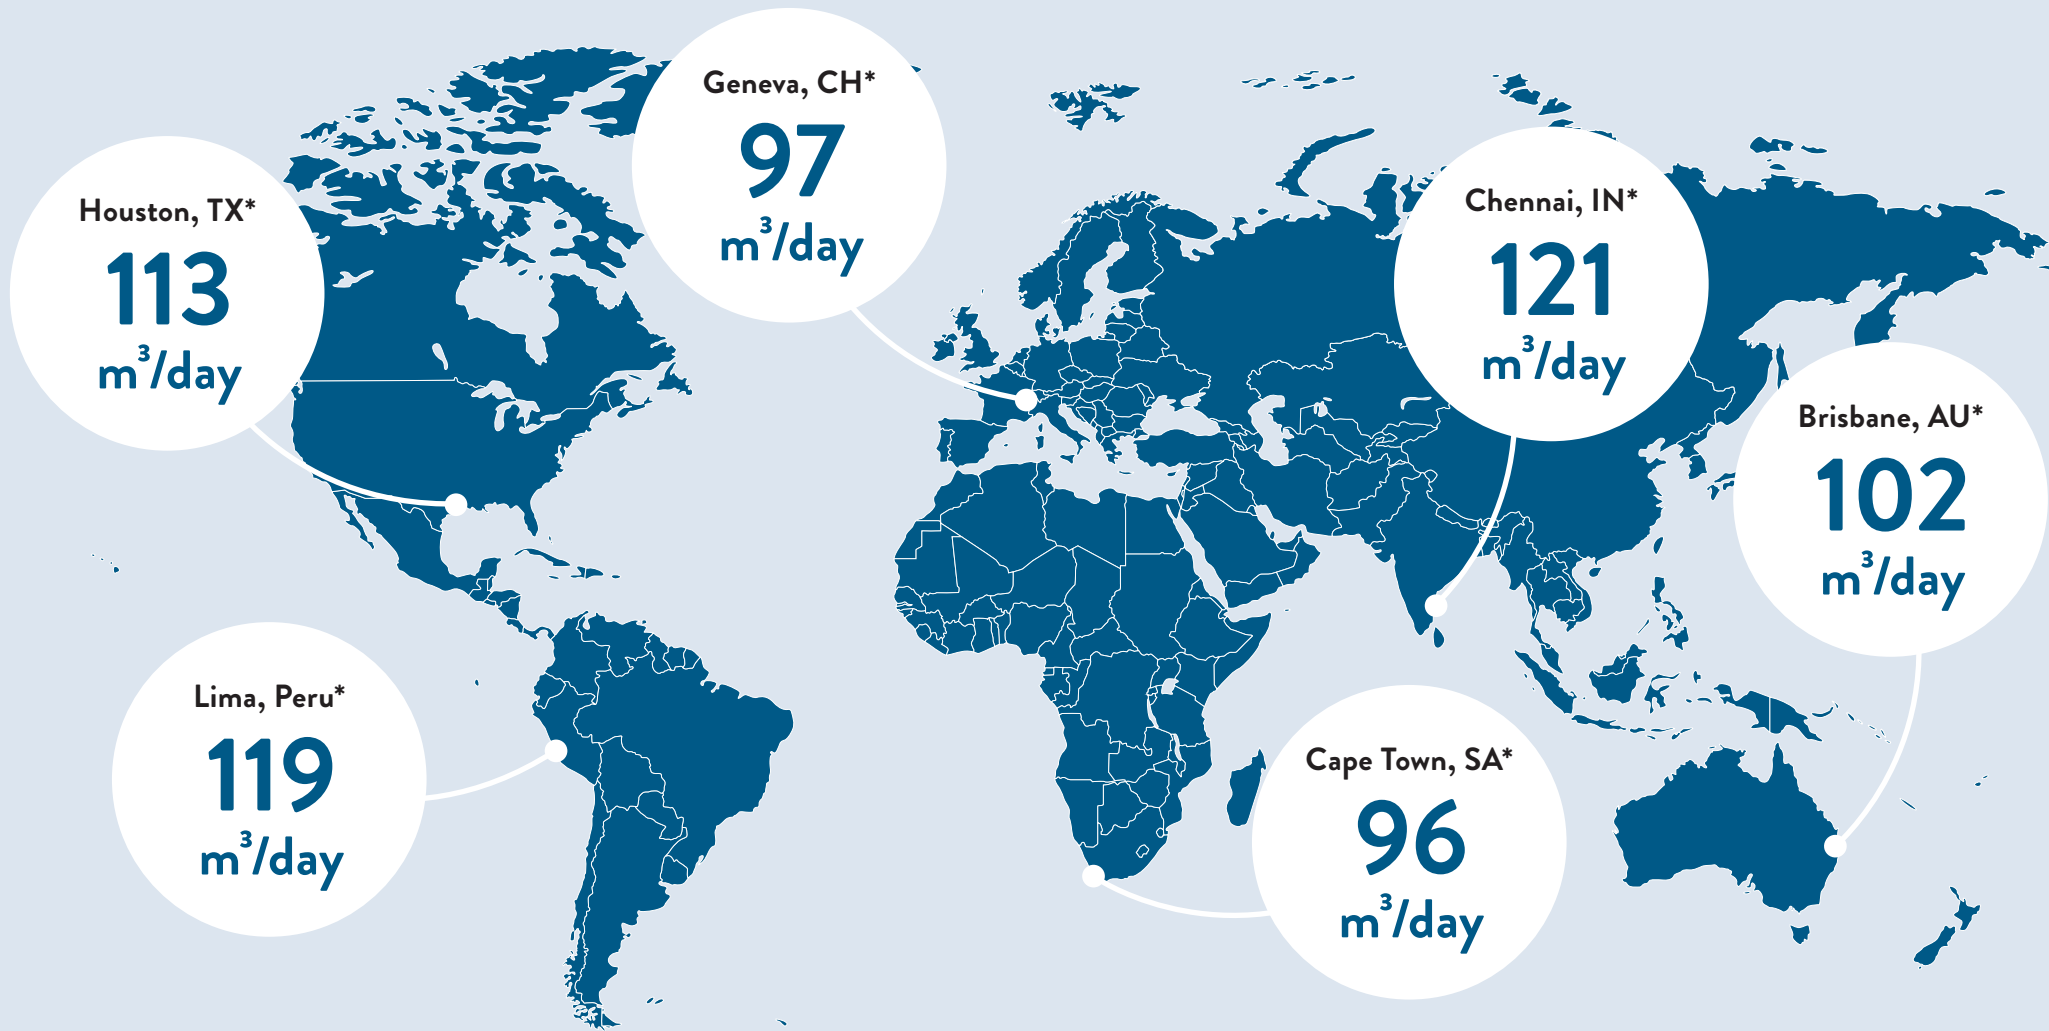 Geneva, CH*
97
m³/day
Houston, TX*
113
m³/day
Chennai, IN*
121
m³/day
Brisbane, AU*
102
m³/day
Lima, Peru*
119
m³/day
Cape Town, SA*
96
m³/day